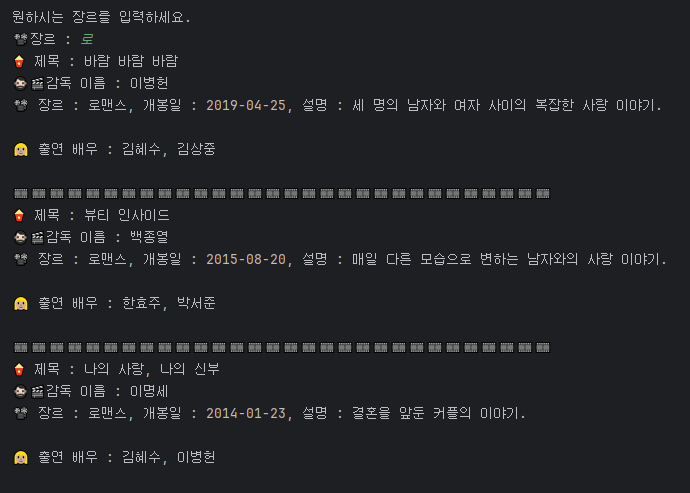 원하시는 장르를 입력하세요.
🎥장르 : 로
🍿 제목 : 바람 바람 바람
🧔🏻🎬감독 이름 : 이병헌
🎥 장르 : 로맨스, 개봉일 : 2019-04-25, 설명 : 세 명의 남자와 여자 사이의 복잡한 사랑 이야기.
👩🏼 출연 배우 : 김혜수, 김상중
🍿 제목 : 뷰티 인사이드
🧔🏻🎬감독 이름 : 백종열
🎥 장르 : 로맨스, 개봉일 : 2015-08-20, 설명 : 매일 다른 모습으로 변하는 남자와의 사랑 이야기.
👩🏼 출연 배우 : 한효주, 박서준
🍿 제목 : 나의 사랑, 나의 신부
🧔🏻🎬감독 이름 : 이명세
🎥 장르 : 로맨스, 개봉일 : 2014-01-23, 설명 : 결혼을 앞둔 커플의 이야기.
👩🏼 출연 배우 : 김혜수, 이병헌